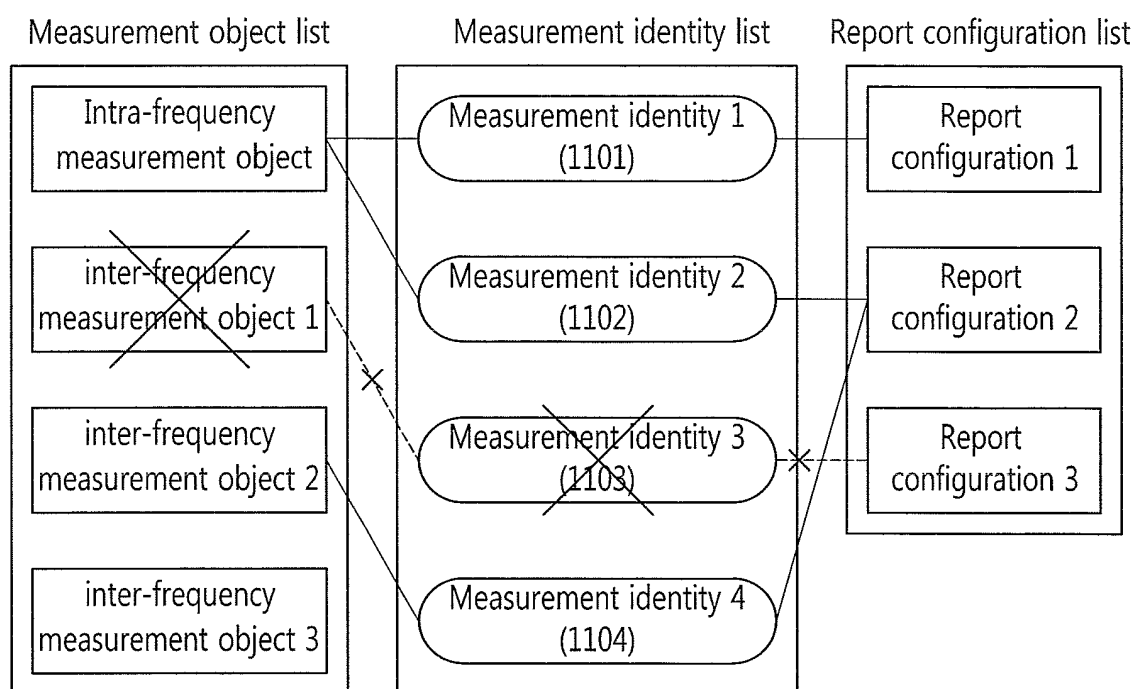 Measurement object list
Measurement identity list
Report configuration list
Intra-frequency
measurement object
inter-frequency
measurement object 1
inter-frequency
measurement object 2
inter-frequency
measurement object 3
Measurement identity 1
(1101)
Measurement identity 2
(1102)
Measurement identity 3
(1103)
Measurement identity 4
(1104)
Report
configuration 1
Report
configuration 2
Report
configuration 3